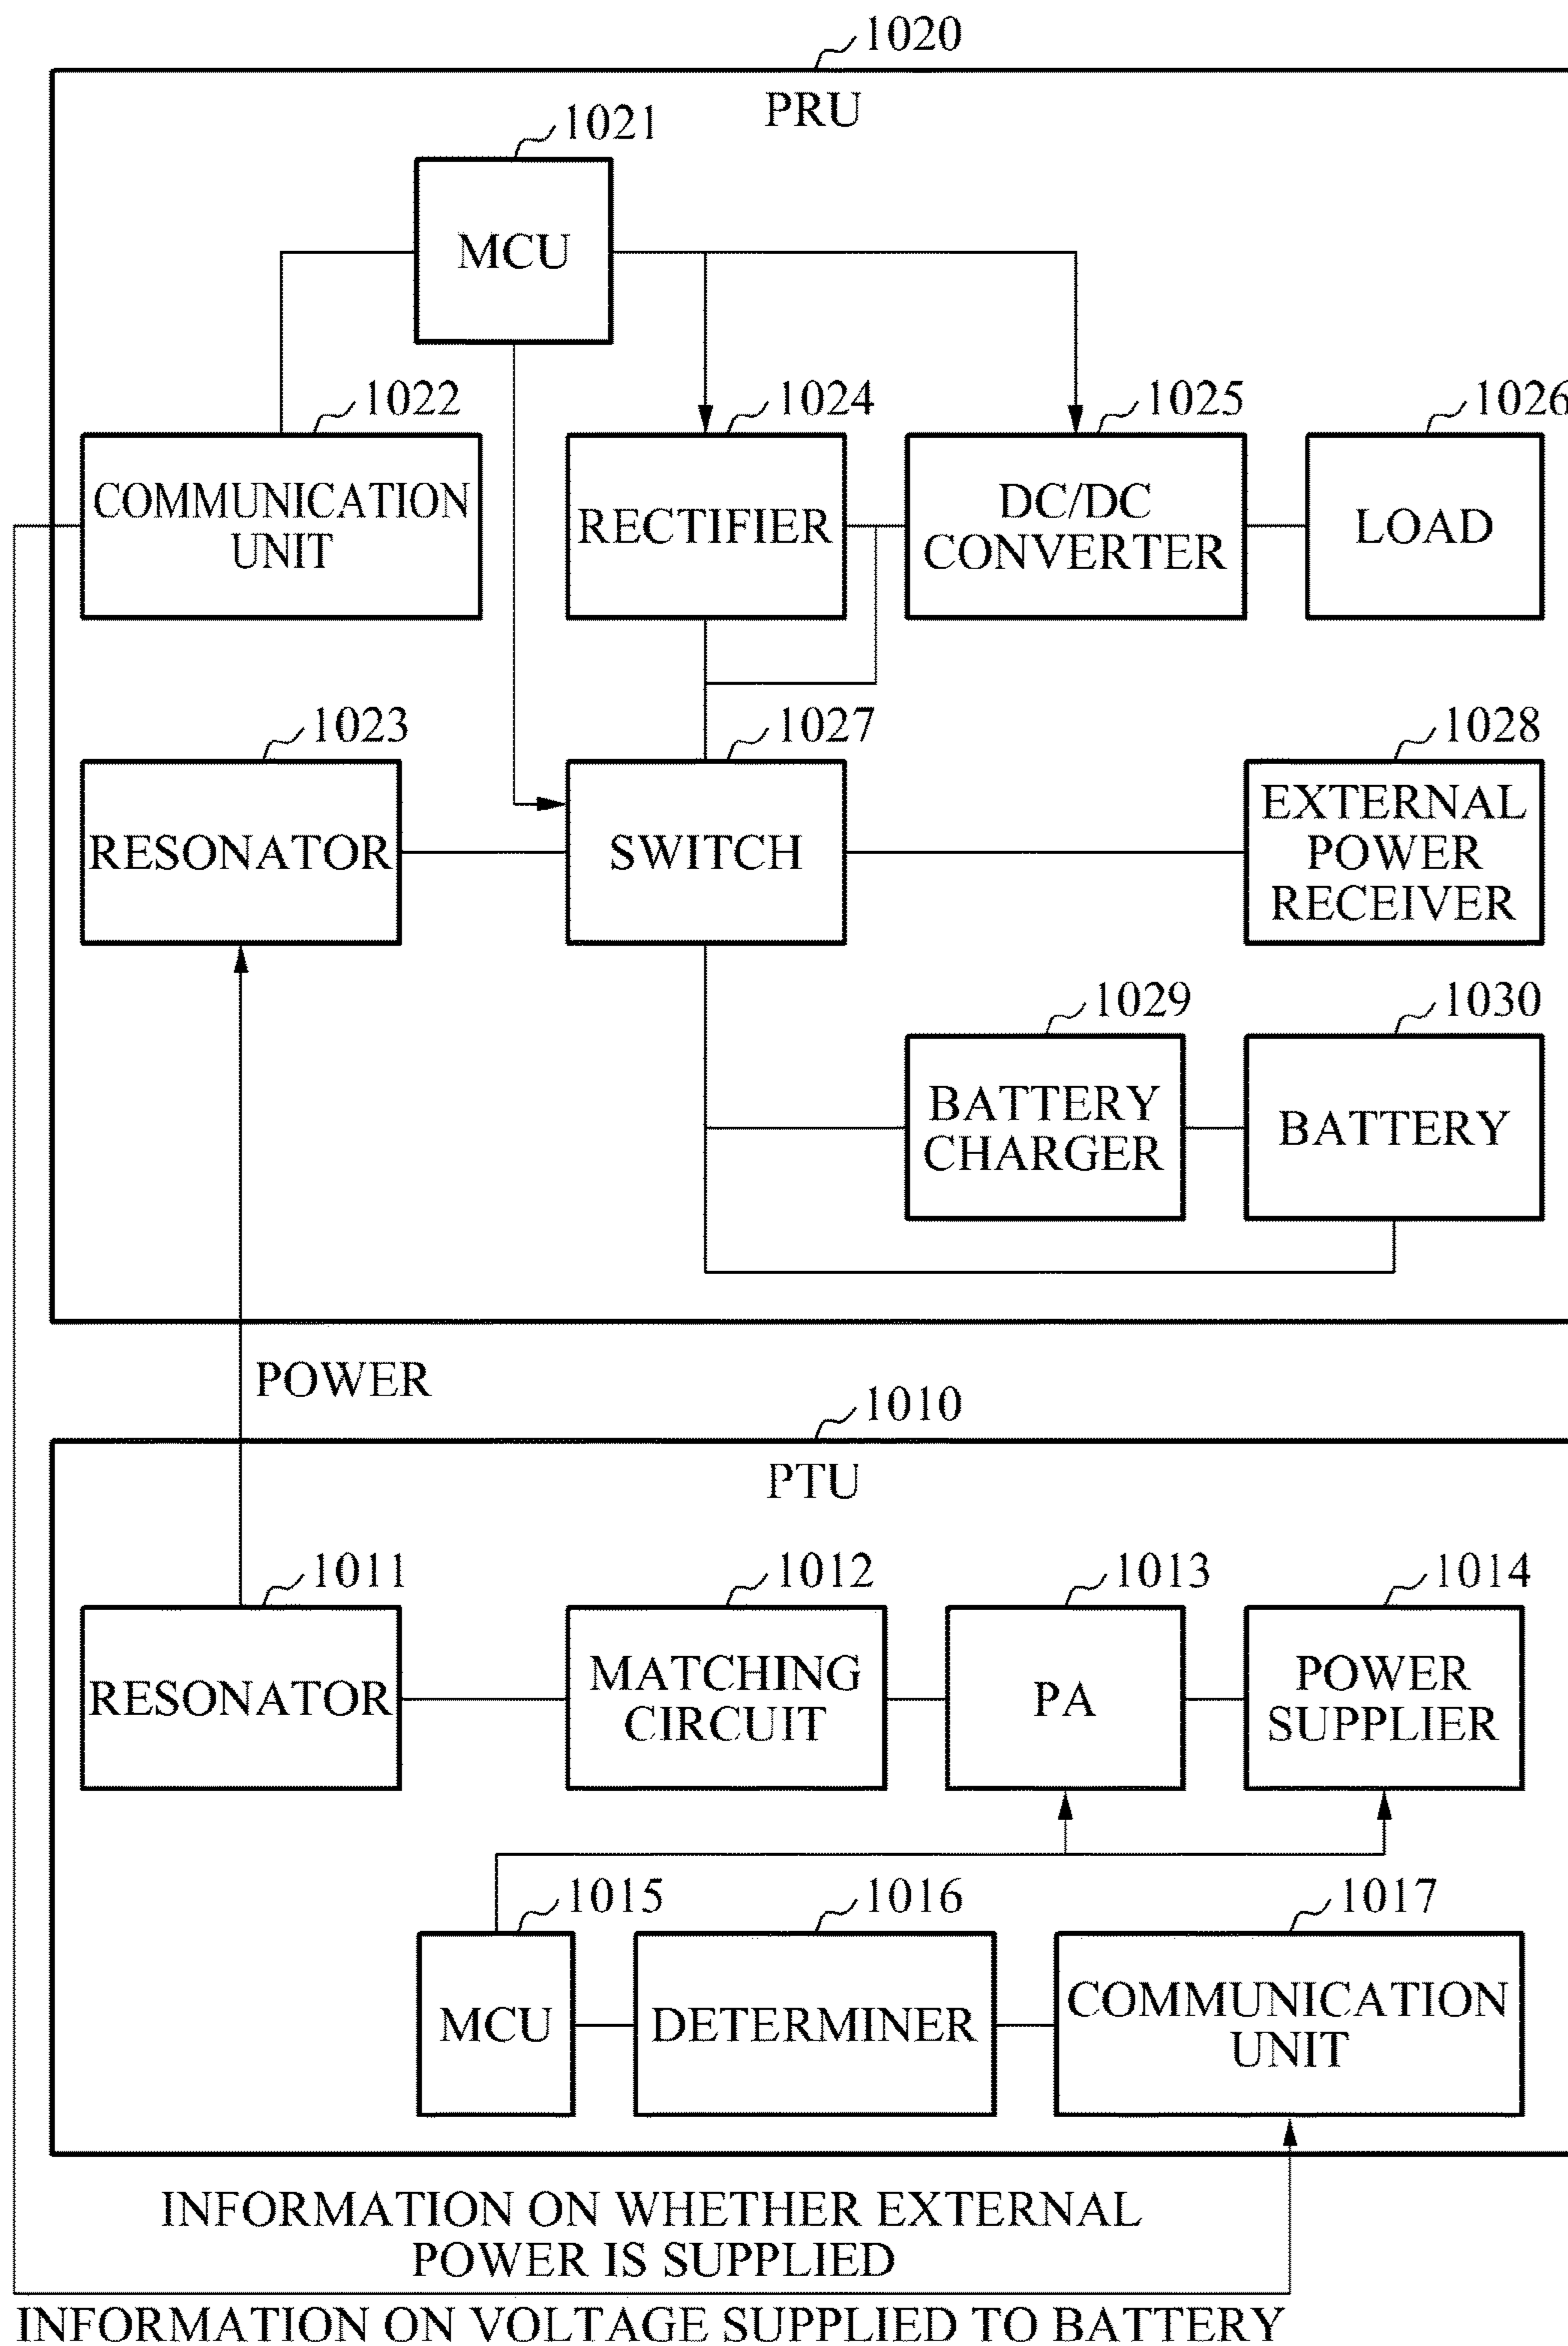 1020
PRU
1021
MCU
1022
COMMUNICATION
UNIT
1024
RECTIFIER
1025
DC/DC
CONVERTER
1026
LOAD
1023
RESONATOR
1027
SWITCH
1028
EXTERNAL
POWER
RECEIVER
1029
BATTERY
CHARGER
1030
BATTERY
POWER
1010
PTU
1011
RESONATOR
1012
MATCHING
CIRCUIT
1013
PA
1014
POWER
SUPPLIER
1015
MCU
1016
DETERMINER
1017
COMMUNICATION
UNIT
INFORMATION ON WHETHER EXTERNAL
POWER IS SUPPLIED
INFORMATION ON VOLTAGE SUPPLIED TO BATTERY